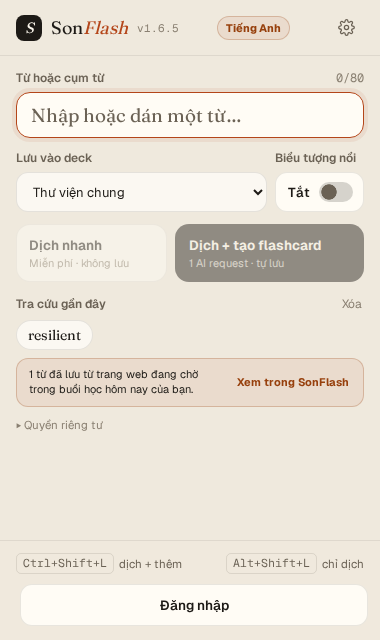 S SonFlash v1.6.5 Tiếng Anh
Từ hoặc cụm từ 0/80
Nhập hoặc dán một từ...
Lưu vào deck Biểu tượng nổi
Thư viện chung Tắt
Dịch nhanh Dịch + tạo flashcard
Miễn phí · không lưu 1 AI request · tự lưu
Tra cứu gần đây Xóa
resilient
1 từ đã lưu từ trang web đang chờ
trong buổi học hôm nay của bạn.
Xem trong SonFlash
▸ Quyền riêng tư
Ctrl+Shift+L dịch + thêm Alt+Shift+L chỉ dịch
Đăng nhập